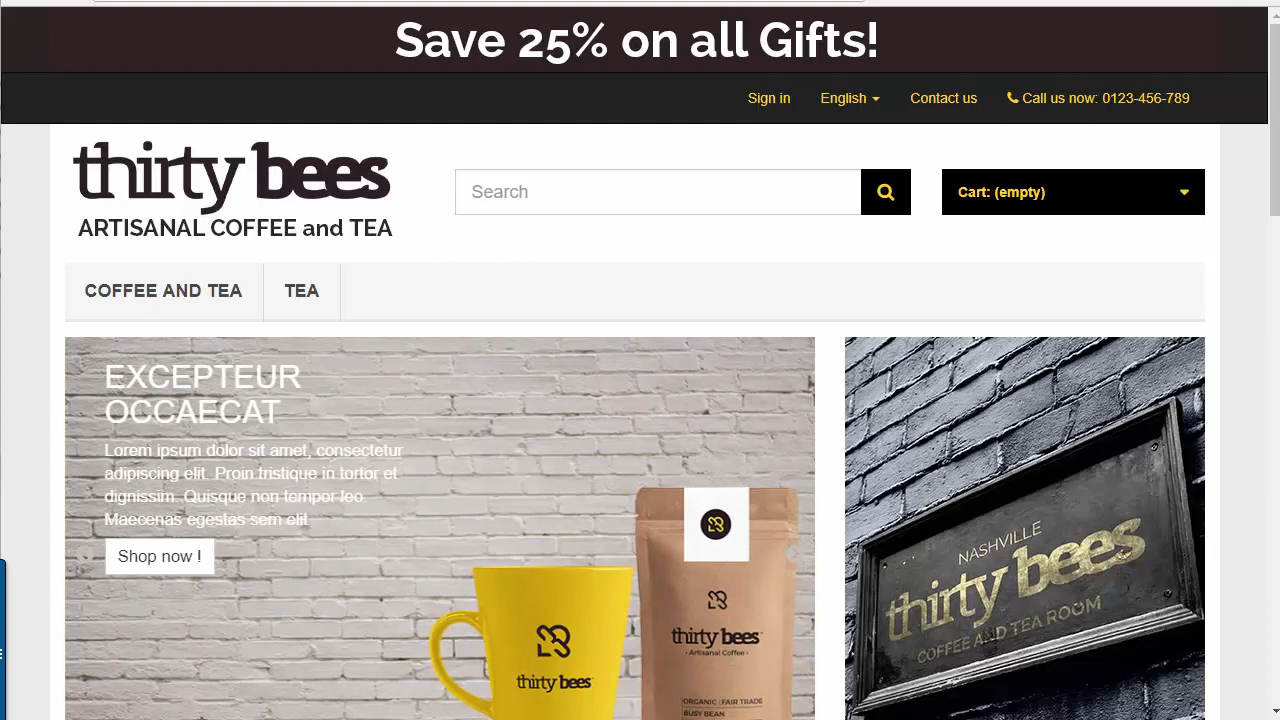 Save 25% on all Gifts!
Sign in
English
Contact us
Call us now: 0123-456-789
thirty bees
ARTISANAL COFFEE and TEA
Search
Cart: (empty)
COFFEE AND TEA
TEA
EXCEPTEUR
OCCAECAT
Lorem ipsum dolor sit amet, consectetur
adipiscing elit. Proin tristique in tortor et
dignissim. Quisque non tempor leo.
Maecenas egestas sem elit
Shop now !
thirty bees
thirty bees
- Artisanal Coffee -
ORGANIC | FAIR TRADE
BUSY BEAN
NASHVILLE
thirty bees
COFFEE AND TEA ROOM